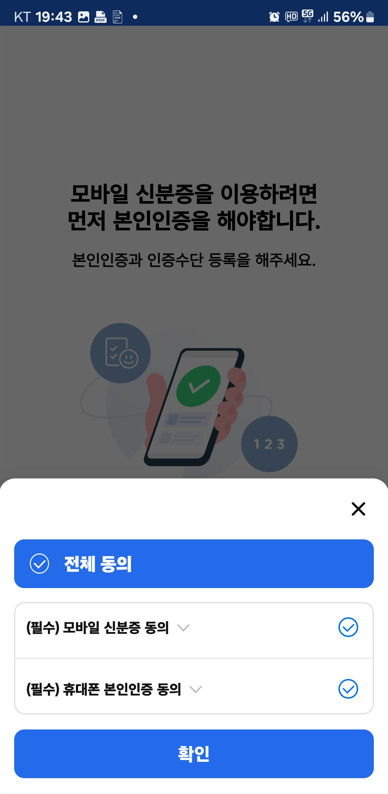 KT 19:43 HD 5G 56%
모바일 신분증을 이용하려면
먼저 본인인증을 해야합니다.
본인인증과 인증수단 등록을 해주세요.
1 2 3
전체 동의
(필수) 모바일 신분증 동의
(필수) 휴대폰 본인인증 동의
확인